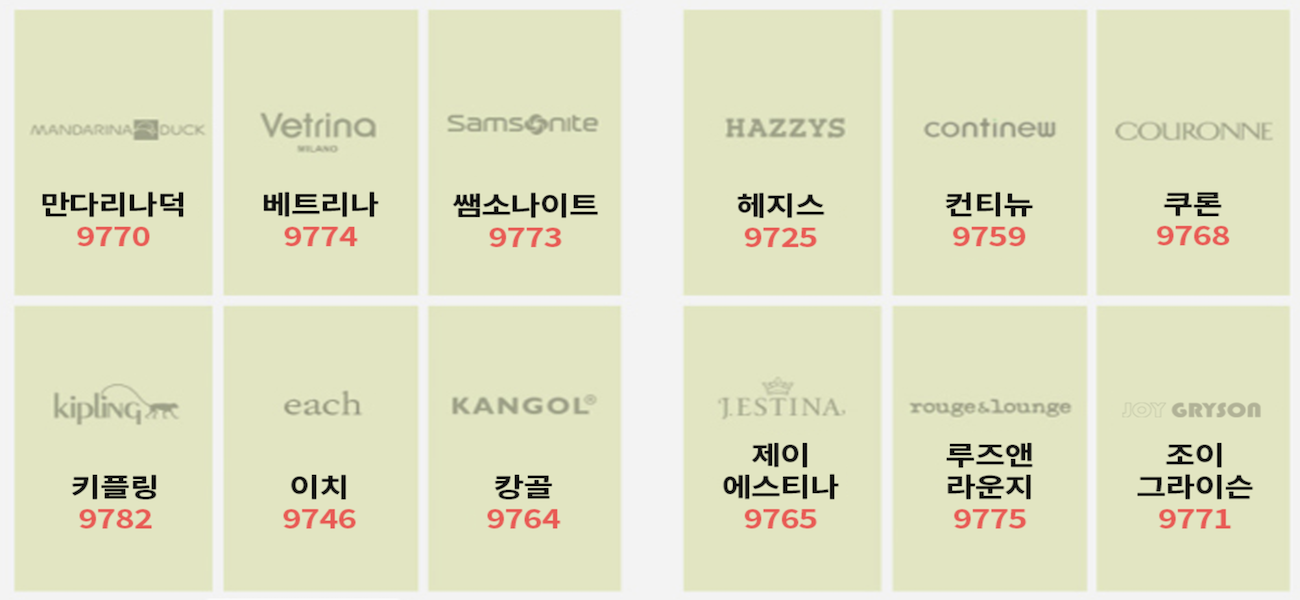 MANDARINA DUCK
만다리나덕
9770
Vetrina
MILANO
베트리나
9774
Samsonite
쌤소나이트
9773
HAZZYS
헤지스
9725
continew
컨티뉴
9759
COURONNE
쿠론
9768
kipling
키플링
9782
each
이치
9746
KANGOL®
캉골
9764
J.ESTINA
제이
에스티나
9765
rouge&lounge
루즈앤
라운지
9775
JOY GRYSON
조이
그라이슨
9771